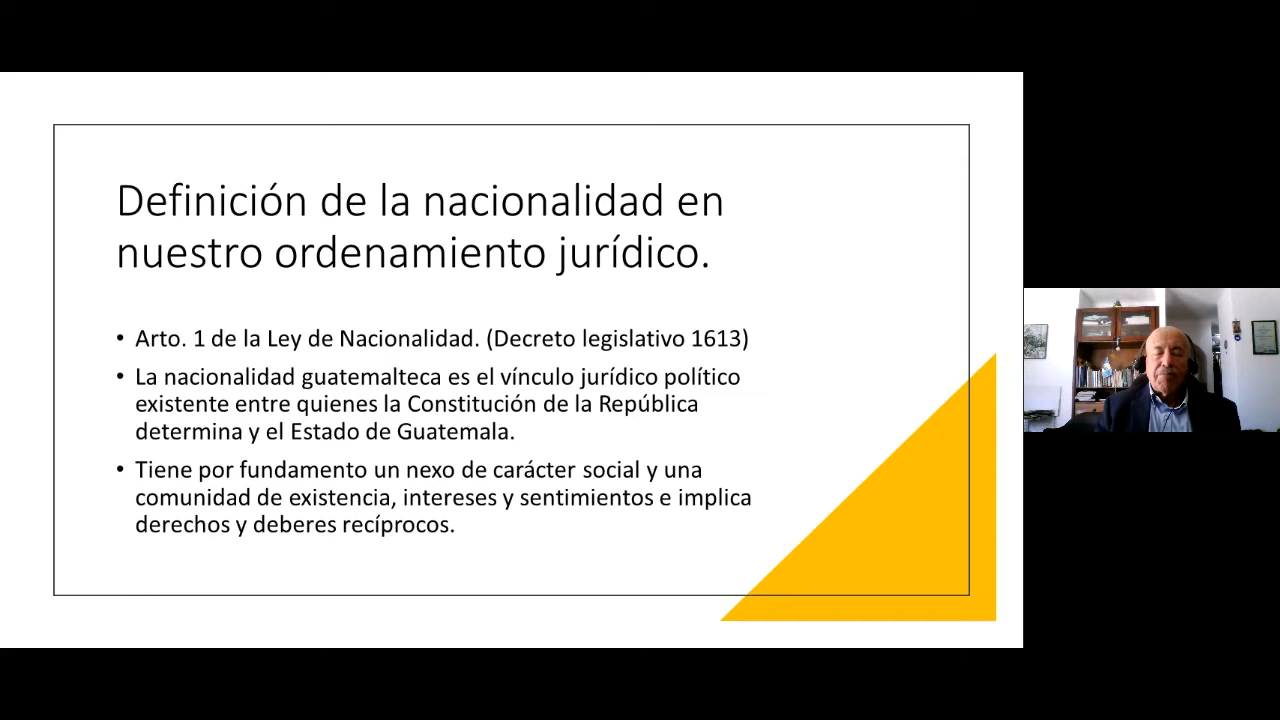 Definición de la nacionalidad en
nuestro ordenamiento jurídico.
• Arto. 1 de la Ley de Nacionalidad. (Decreto legislativo 1613)
• La nacionalidad guatemalteca es el vínculo jurídico político
existente entre quienes la Constitución de la República
determina y el Estado de Guatemala.
• Tiene por fundamento un nexo de carácter social y una
comunidad de existencia, intereses y sentimientos e implica
derechos y deberes recíprocos.